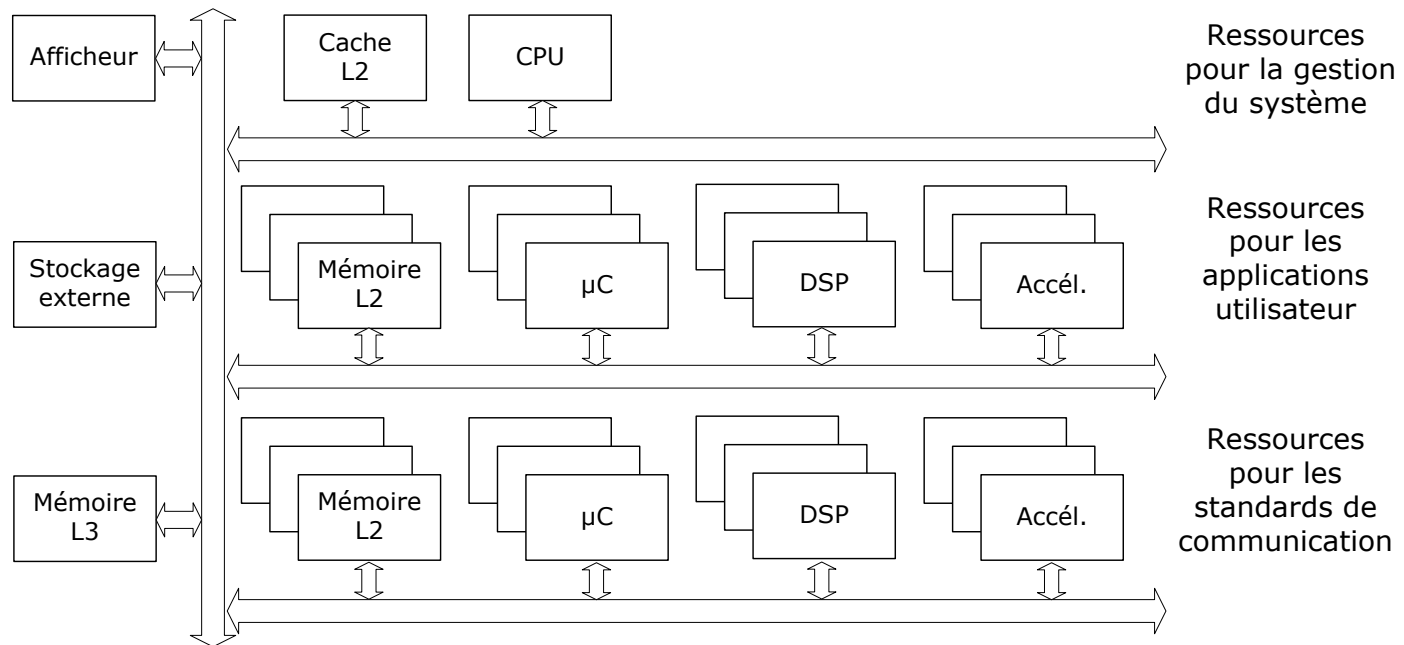 Afficheur
Cache
L2
CPU
Ressources
pour la gestion
du système
Stockage
externe
Mémoire
L2
µC
DSP
Accél.
Ressources
pour les
applications
utilisateur
Mémoire
L3
Mémoire
L2
µC
DSP
Accél.
Ressources
pour les
standards de
communication